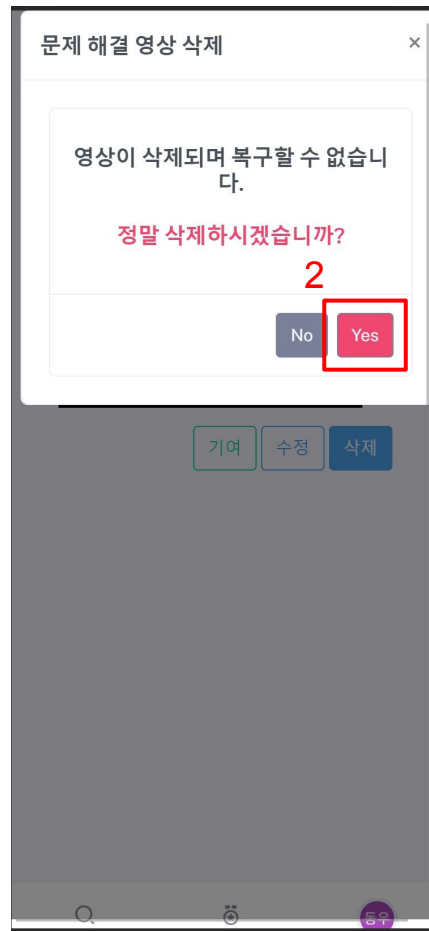 문제 해결 영상 삭제 ×
영상이 삭제되며 복구할 수 없습니
다.
정말 삭제하시겠습니까?
2
No Yes
기여 수정 삭제
동우